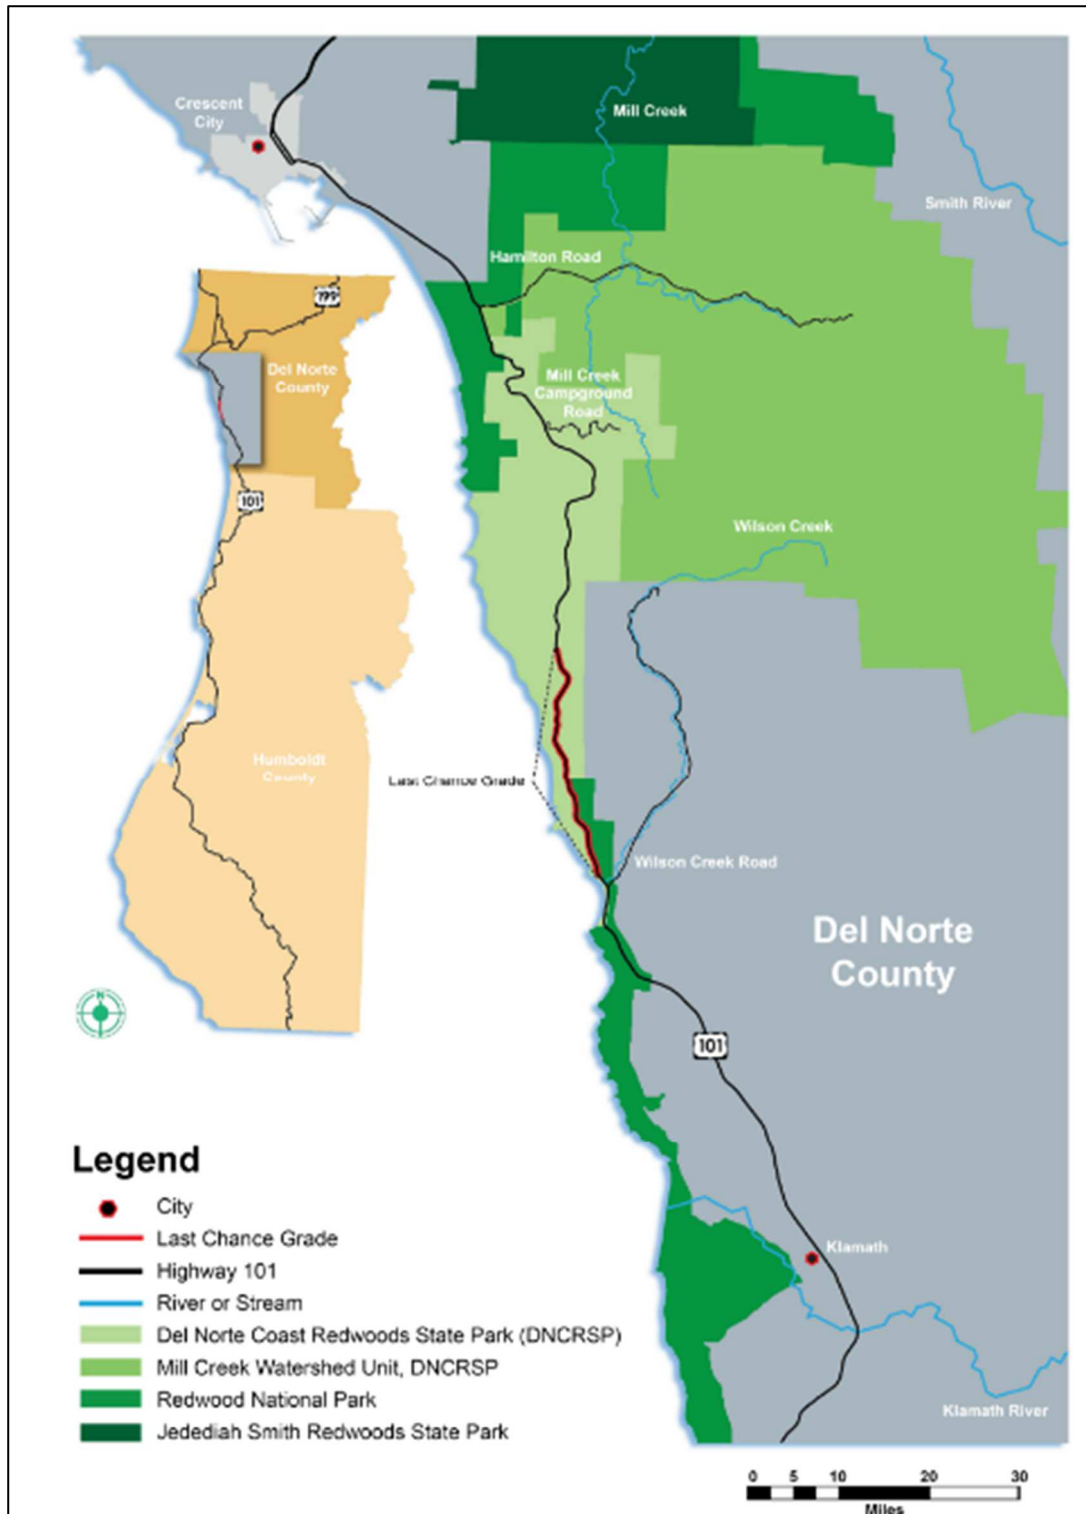 Crescent
City
Mill Creek
Smith River
Hamilton Road
199
Del Norte
County
Mill Creek
Campground
Road
101
Wilson Creek
Humboldt
County
Last Chance Grade
Wilson Creek Road
Del Norte
County
N
101
Legend
City
Last Chance Grade
Highway 101
River or Stream
Del Norte Coast Redwoods State Park (DNCRSP)
Mill Creek Watershed Unit, DNCRSP
Redwood National Park
Jedediah Smith Redwoods State Park
Klamath
Klamath River
0 5 10 20 30
Miles